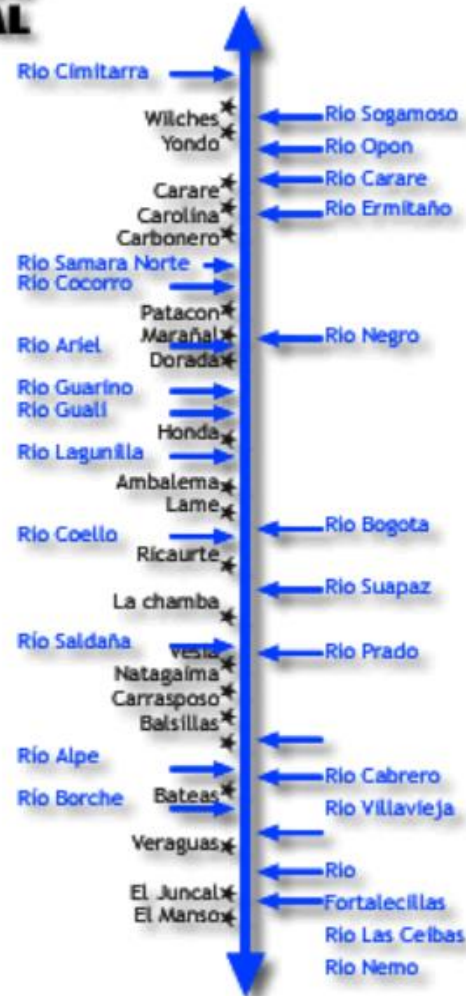 AL
Rio Cimitarra
Wilches
Yondo
Carare
Carolina
Carbonero
Rio Samara Norte
Rio Cocorro
Patacon
Marañal
Rio Ariel
Dorada
Rio Guarino
Rio Guali
Honda
Rio Lagunilla
Ambalema
Lame
Rio Coello
Ricaurte
La chamba
Río Saldaña
Vesla
Natagaima
Carrasposo
Balsillas
Río Alpe
Río Borche
Bateas
Veraguas
El Juncal
El Manso
Rio Sogamoso
Rio Opon
Rio Carare
Rio Ermitaño
Rio Negro
Rio Bogota
Rio Suapaz
Rio Prado
Rio Cabrero
Rio Villavieja
Rio
Fortalecillas
Rio Las Ceibas
Rio Nemo